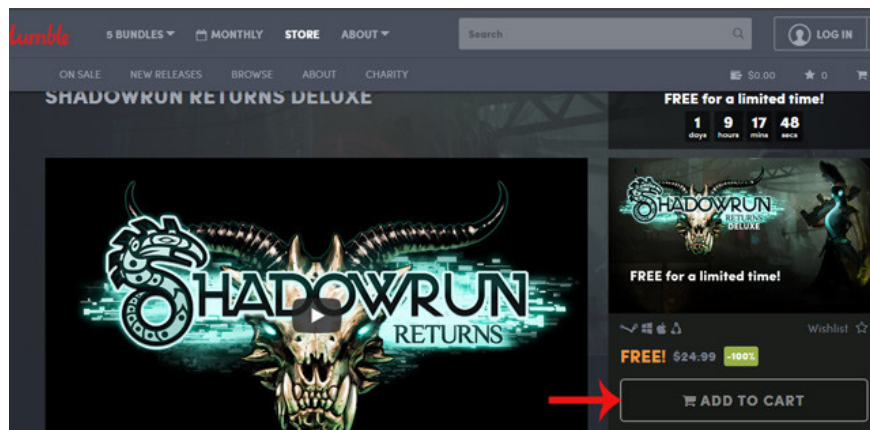 Humble
5 BUNDLES MONTHLY STORE ABOUT Search LOG IN
ON SALE NEW RELEASES BROWSE ABOUT CHARITY $0.00 0
SHADOWRUN RETURNS DELUXE
FREE for a limited time!
1 9 17 48
days hours mins secs
SHADOWRUN
RETURNS
SHADOWRUN
RETURNS
DELUXE
FREE for a limited time!
Wishlist
FREE! $24.99 -100%
ADD TO CART